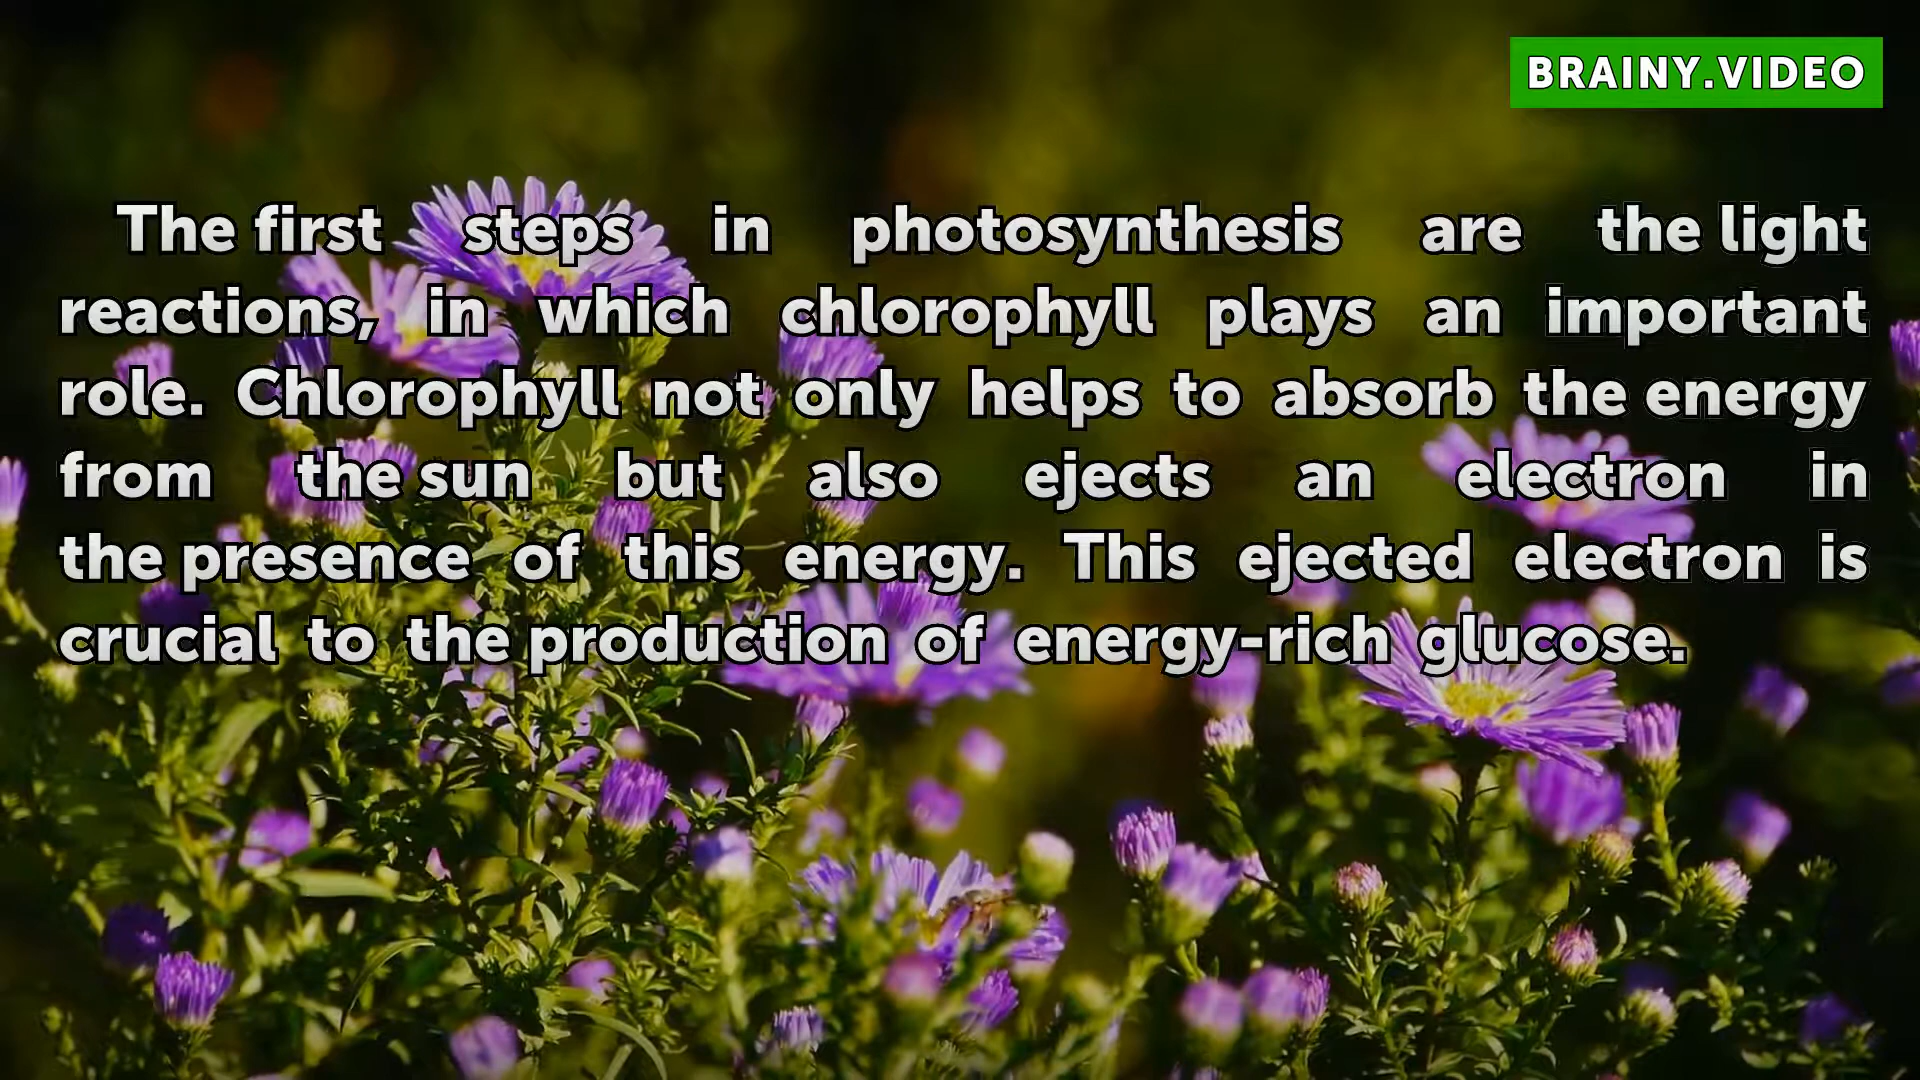 BRAINY.VIDEO
The first steps in photosynthesis are the light
reactions, in which chlorophyll plays an important
role. Chlorophyll not only helps to absorb the energy
from the sun but also ejects an electron in
the presence of this energy. This ejected electron is
crucial to the production of energy-rich glucose.